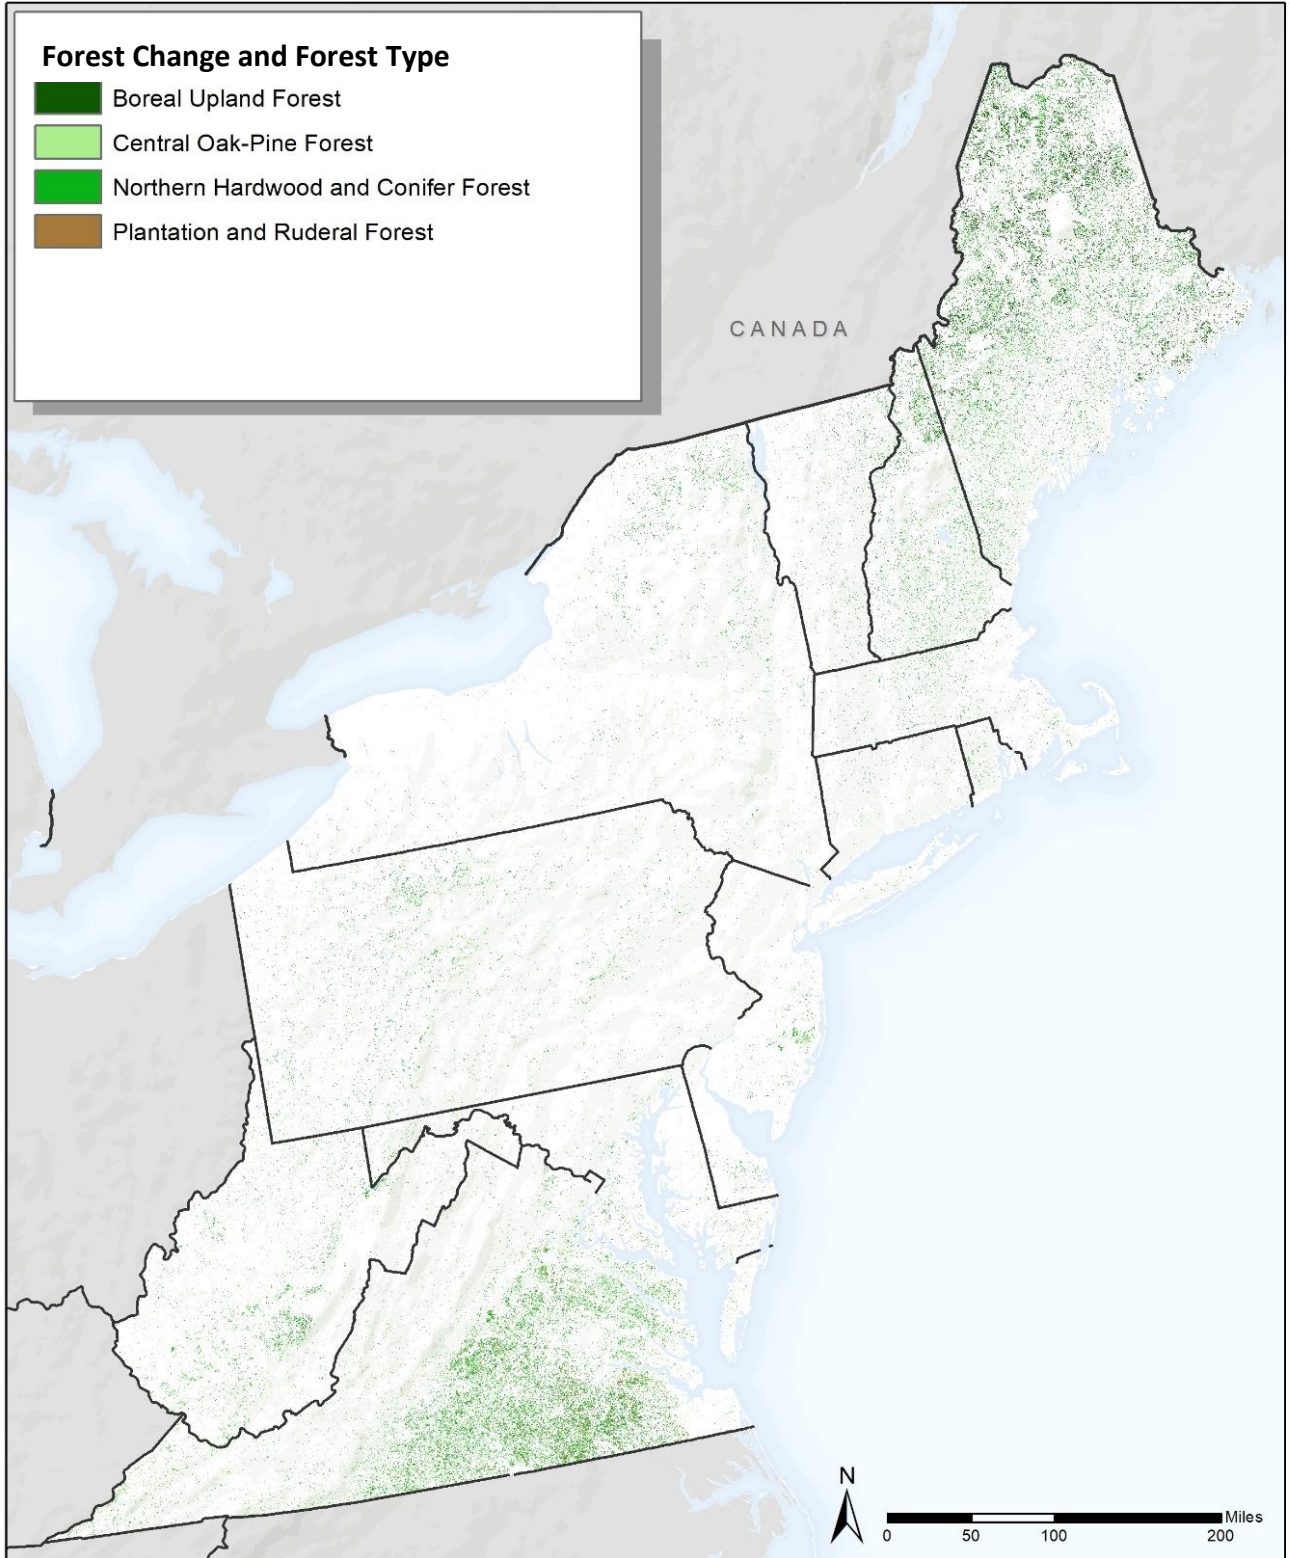 Forest Change and Forest Type
Boreal Upland Forest
Central Oak-Pine Forest
Northern Hardwood and Conifer Forest
Plantation and Ruderal Forest
CANADA
N
Miles
0 50 100 200